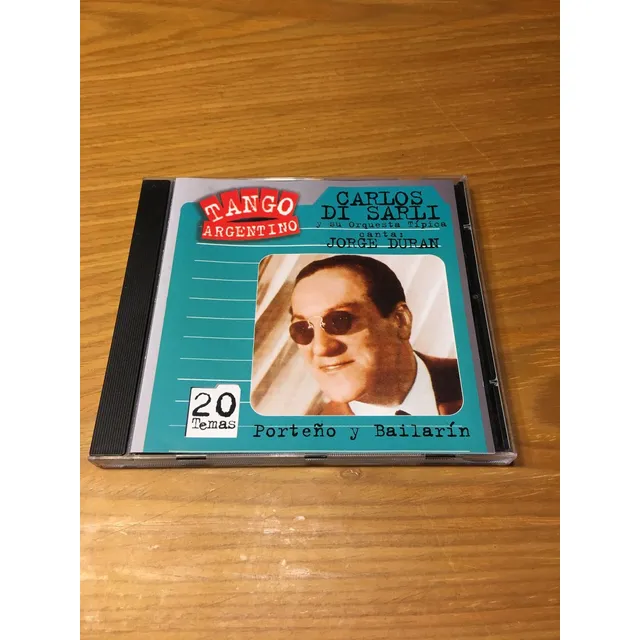 TANGO
ARGENTINO
CARLOS
DI SARLI
y su Orquesta Típica
canta:
JORGE DURAN
20
Temas
Porteño y Bailarín